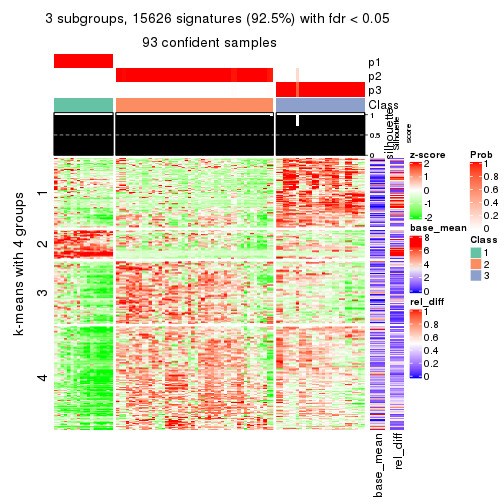 3 subgroups, 15626 signatures (92.5%) with fdr < 0.05
93 confident samples
p1
p2
p3
Class
1
0.5
0
silhouette
Silhouette
score
k-means with 4 groups
1
2
3
4
base_mean
rel_diff
z-score
2
1
0
-1
-2
base_mean
8
6
4
2
0
rel_diff
1
0.8
0.6
0.4
0.2
0
Prob
1
0.8
0.6
0.4
0.2
0
Class
1
2
3